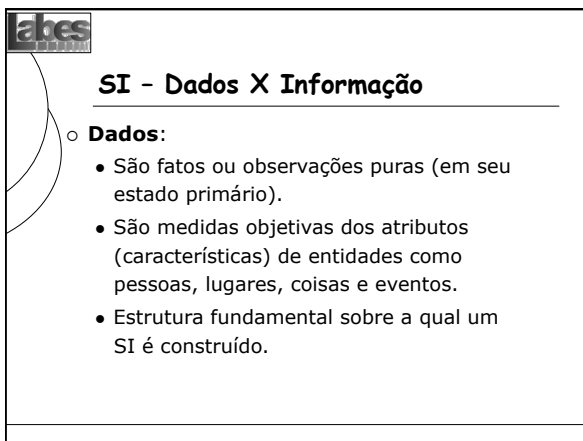 Labes
SI – Dados X Informação
○ Dados:
• São fatos ou observações puras (em seu
estado primário).
• São medidas objetivas dos atributos
(características) de entidades como
pessoas, lugares, coisas e eventos.
• Estrutura fundamental sobre a qual um
SI é construído.